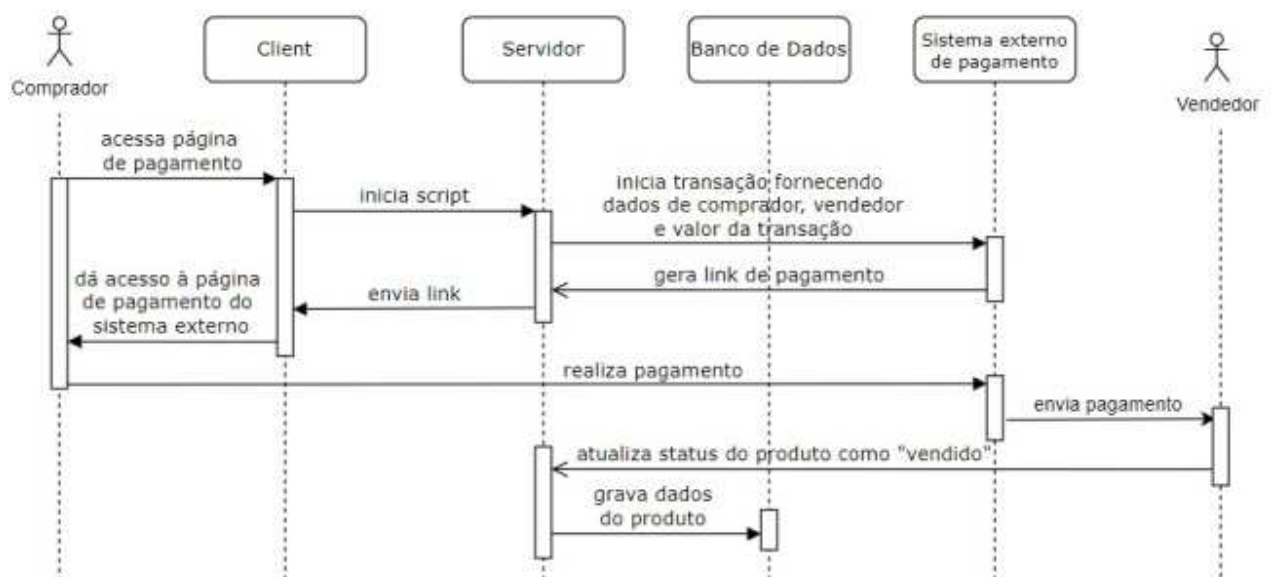 Client
Servidor
Banco de Dados
Sistema externo
de pagamento
Comprador
Vendedor
acessa página
de pagamento
inicia script
inicia transação fornecendo
dados de comprador, vendedor
e valor da transação
gera link de pagamento
envia link
dá acesso à página
de pagamento do
sistema externo
realiza pagamento
envia pagamento
atualiza status do produto como "vendido"
grava dados
do produto